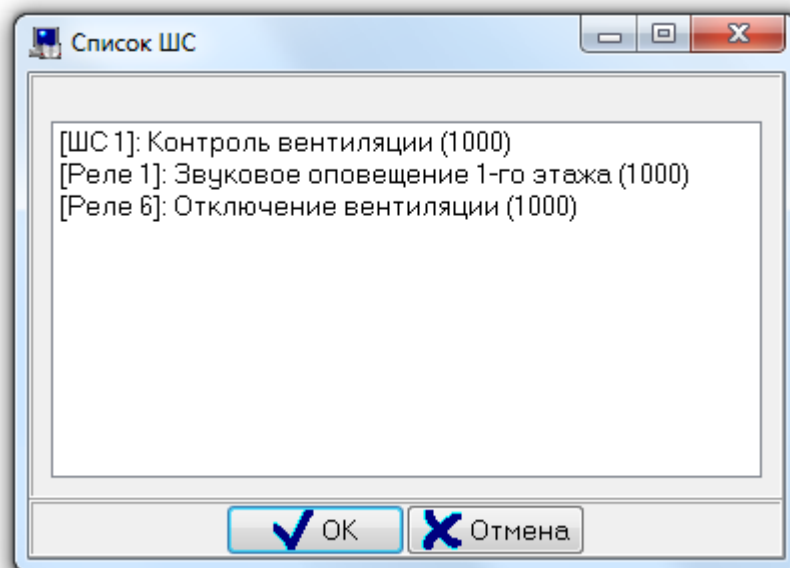 Список ШС
[ШС 1]: Контроль вентиляции (1000)
[Реле 1]: Звуковое оповещение 1-го этажа (1000)
[Реле 6]: Отключение вентиляции (1000)
OK
Отмена